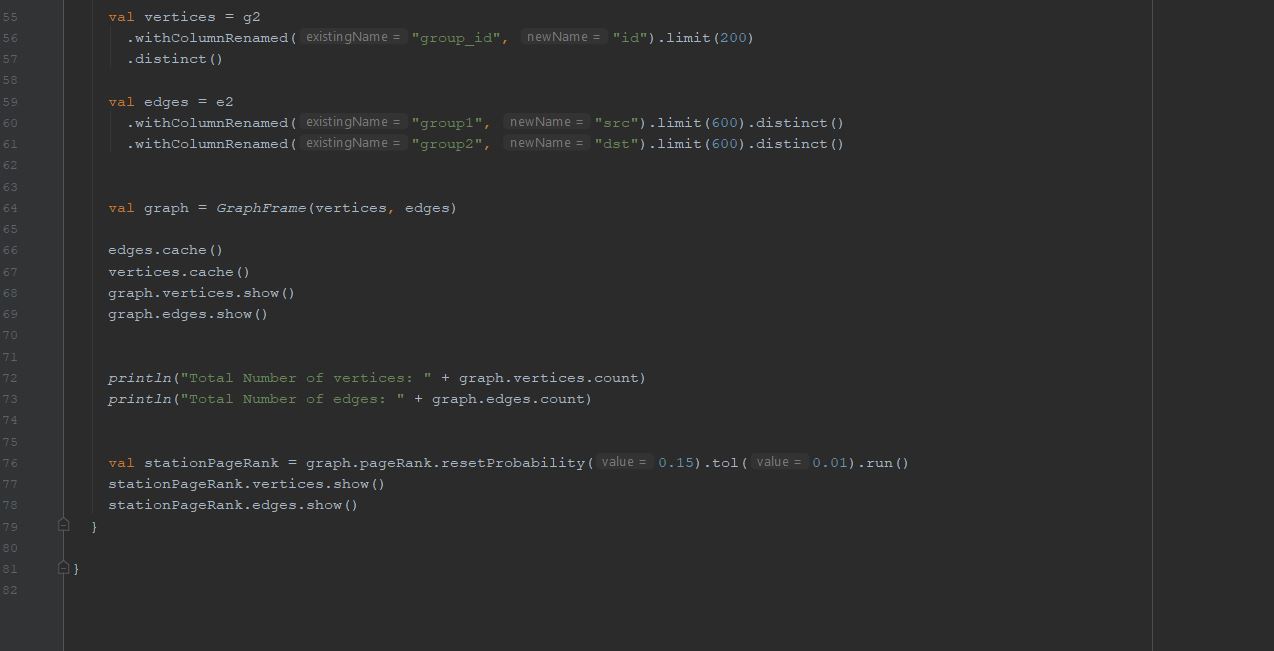 55 val vertices = g2
56 .withColumnRenamed( existingName = "group_id", newName = "id").limit(200)
57 .distinct()
58
59 val edges = e2
60 .withColumnRenamed( existingName = "group1", newName = "src").limit(600).distinct()
61 .withColumnRenamed( existingName = "group2", newName = "dst").limit(600).distinct()
62
63
64 val graph = GraphFrame(vertices, edges)
65
66 edges.cache()
67 vertices.cache()
68 graph.vertices.show()
69 graph.edges.show()
70
71
72 println("Total Number of vertices: " + graph.vertices.count)
73 println("Total Number of edges: " + graph.edges.count)
74
75
76 val stationPageRank = graph.pageRank.resetProbability( value = 0.15).tol( value = 0.01).run()
77 stationPageRank.vertices.show()
78 stationPageRank.edges.show()
79 }
80
81 }
82